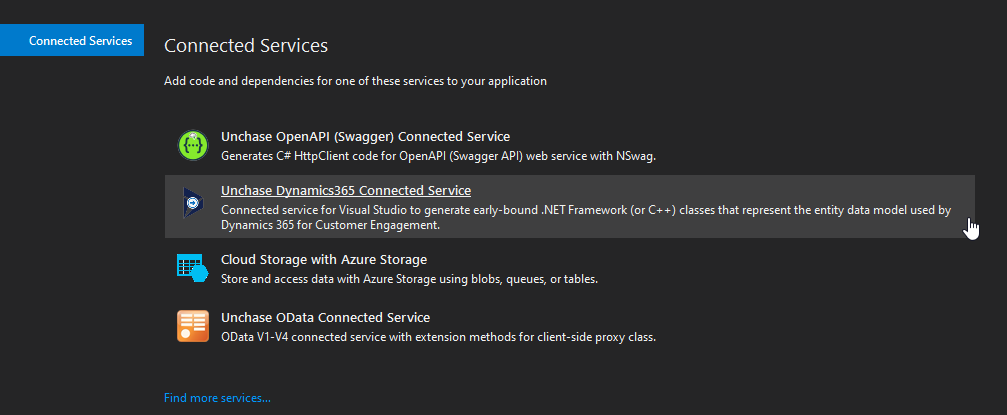 Connected Services
Connected Services
Add code and dependencies for one of these services to your application
Unchase OpenAPI (Swagger) Connected Service
Generates C# HttpClient code for OpenAPI (Swagger API) web service with NSwag.
Unchase Dynamics365 Connected Service
Connected service for Visual Studio to generate early-bound .NET Framework (or C++) classes that represent the entity data model used by
Dynamics 365 for Customer Engagement.
Cloud Storage with Azure Storage
Store and access data with Azure Storage using blobs, queues, or tables.
Unchase OData Connected Service
OData V1-V4 connected service with extension methods for client-side proxy class.
Find more services...